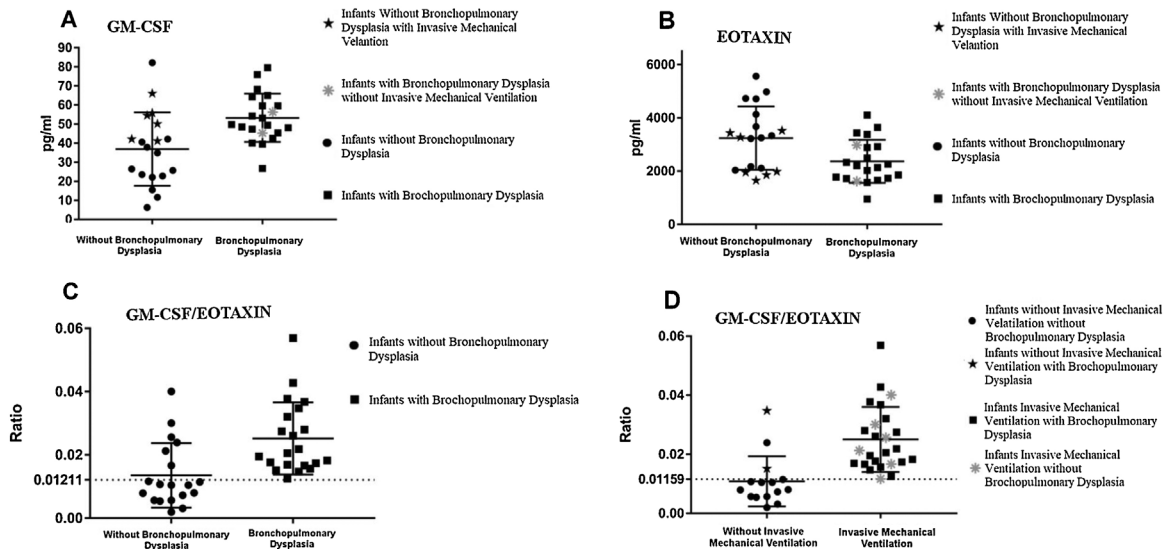 A
GM-CSF
90
80
70
60
50
40
30
20
10
0
pg/ml
Without Bronchopulmonary
Dysplasia
Bronchopulmonary
Dysplasia
Infants Without Bronchopulmonary
Dysplasia with Invasive Mechanical
Velantion
Infants with Bronchopulmonary Dysplasia
without Invasive Mechanical Ventilation
Infants without Bronchopulmonary
Dysplasia
Infants with Brochopulmonary Dysplasia
B
EOTAXIN
6000
4000
2000
0
pg/ml
Without Bronchopulmonary
Dysplasia
Bronchopulmonary
Dysplasia
Infants Without Bronchopulmonary
Dysplasia with Invasive Mechanical
Velantion
Infants with Bronchopulmonary Dysplasia
without Invasive Mechanical Ventilation
Infants without Bronchopulmonary
Dysplasia
Infants with Brochopulmonary Dysplasia
C
GM-CSF/EOTAXIN
0.06
0.04
0.02
0.01211
0.00
Ratio
Without Bronchopulmonary
Dysplasia
Bronchopulmonary
Dysplasia
Infants without Bronchopulmonary
Dysplasia
Infants with Brochopulmonary Dysplasia
D
GM-CSF/EOTAXIN
0.06
0.04
0.02
0.01159
0.00
Ratio
Without Invasive
Mechanical Ventilation
Invasive Mechanical
Ventilation
Infants without Invasive Mechanical
Velatilation without
Brochopulmonary Dysplasia
Infants without Invasive Mechanical
Ventilation with Brochopulmonary
Dysplasia
Infants Invasive Mechanical
Ventilation with Brochopulmonary
Dysplasia
Infants Invasive Mechanical
Ventilation without
Brochopulmonary Dysplasia